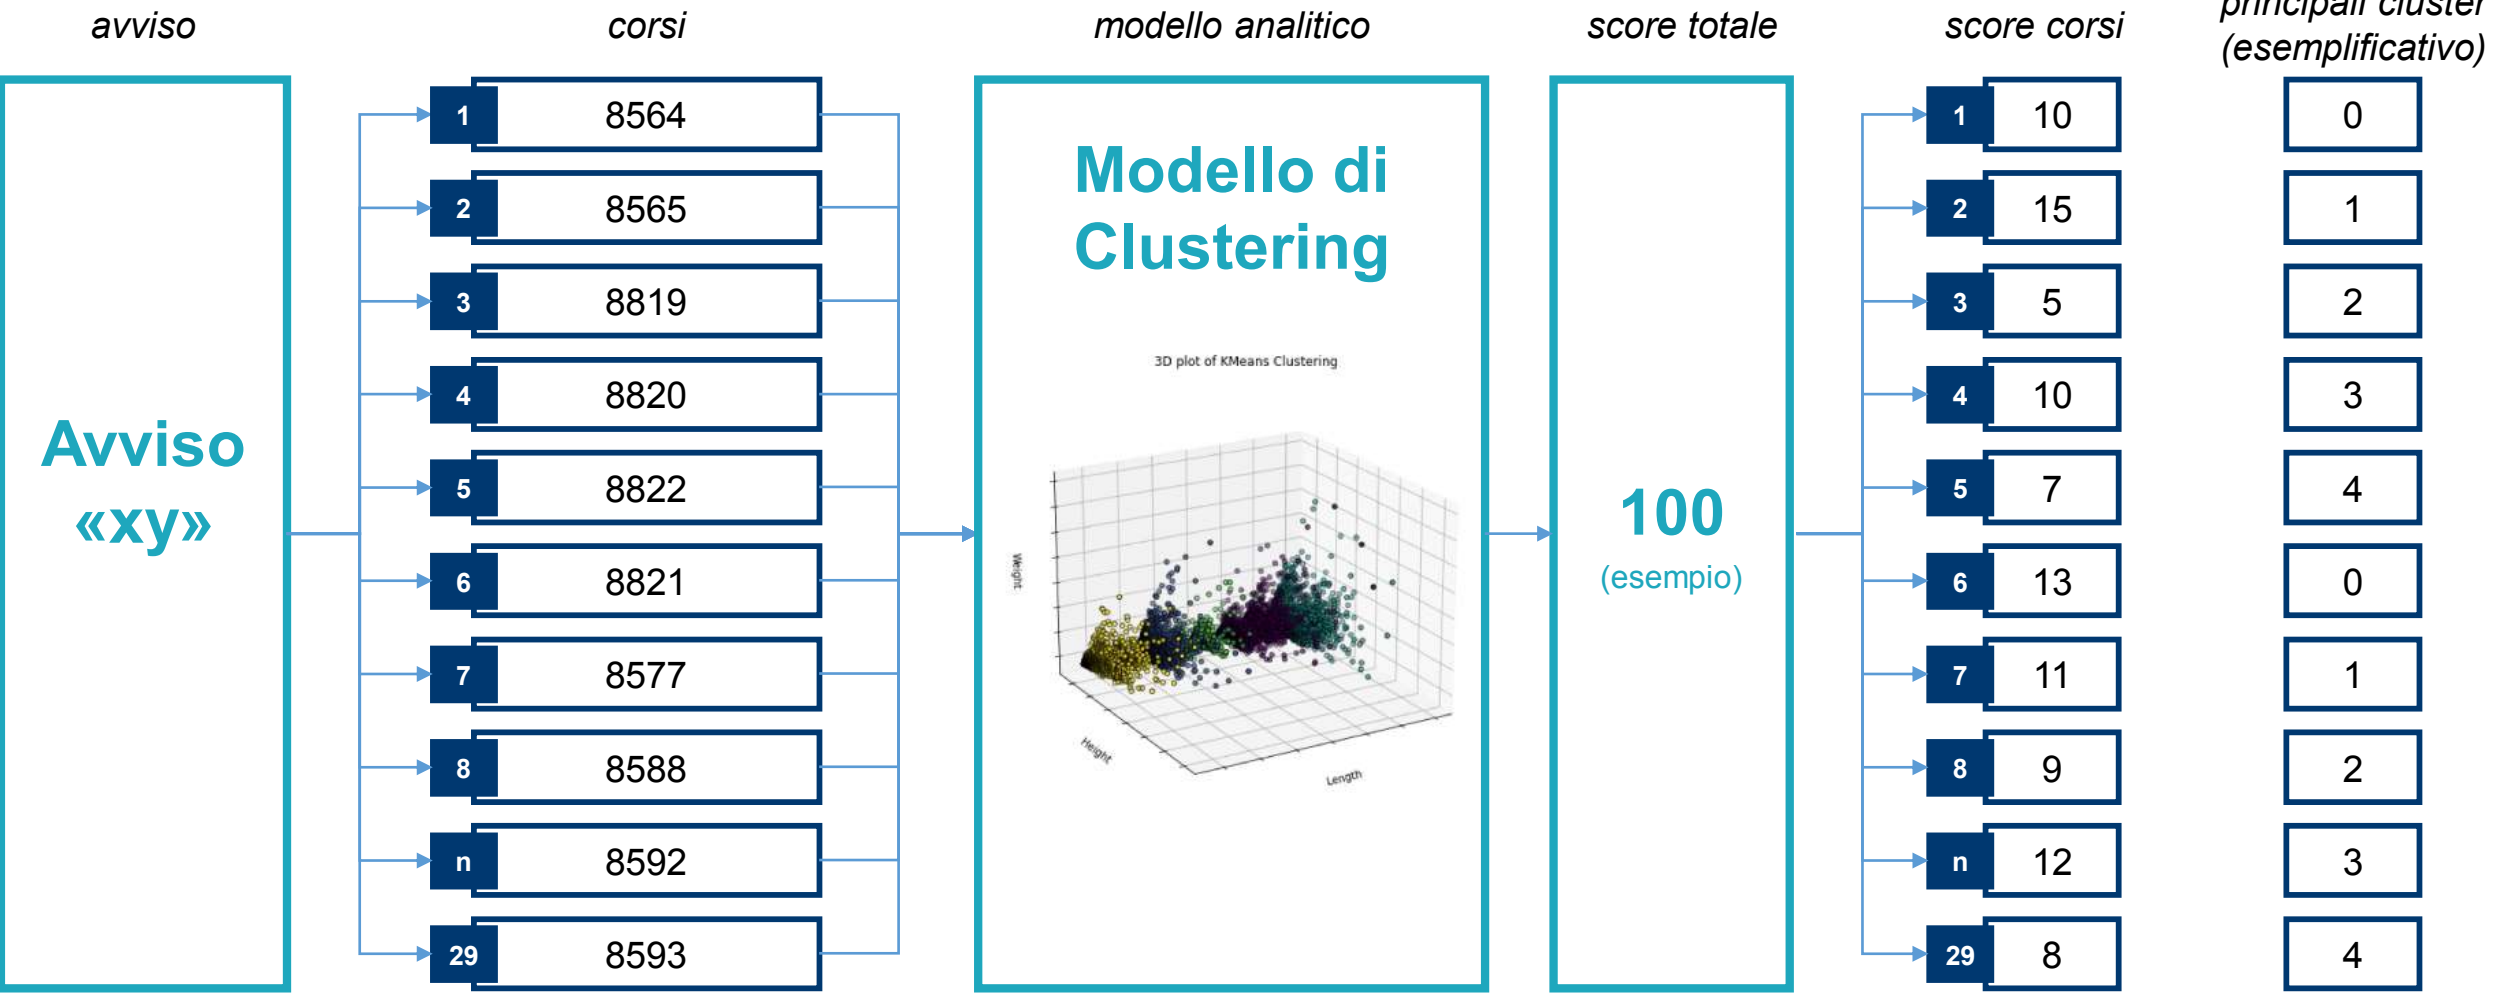 avviso
corsi
modello analitico
score totale
score corsi
principali cluster
(esemplificativo)
Avviso
«xy»
1 8564
2 8565
3 8819
4 8820
5 8822
6 8821
7 8577
8 8588
n 8592
29 8593
Modello di
Clustering
3D plot of KMeans Clustering
Weight
Height
Length
100
(esempio)
1 10 0
2 15 1
3 5 2
4 10 3
5 7 4
6 13 0
7 11 1
8 9 2
n 12 3
29 8 4